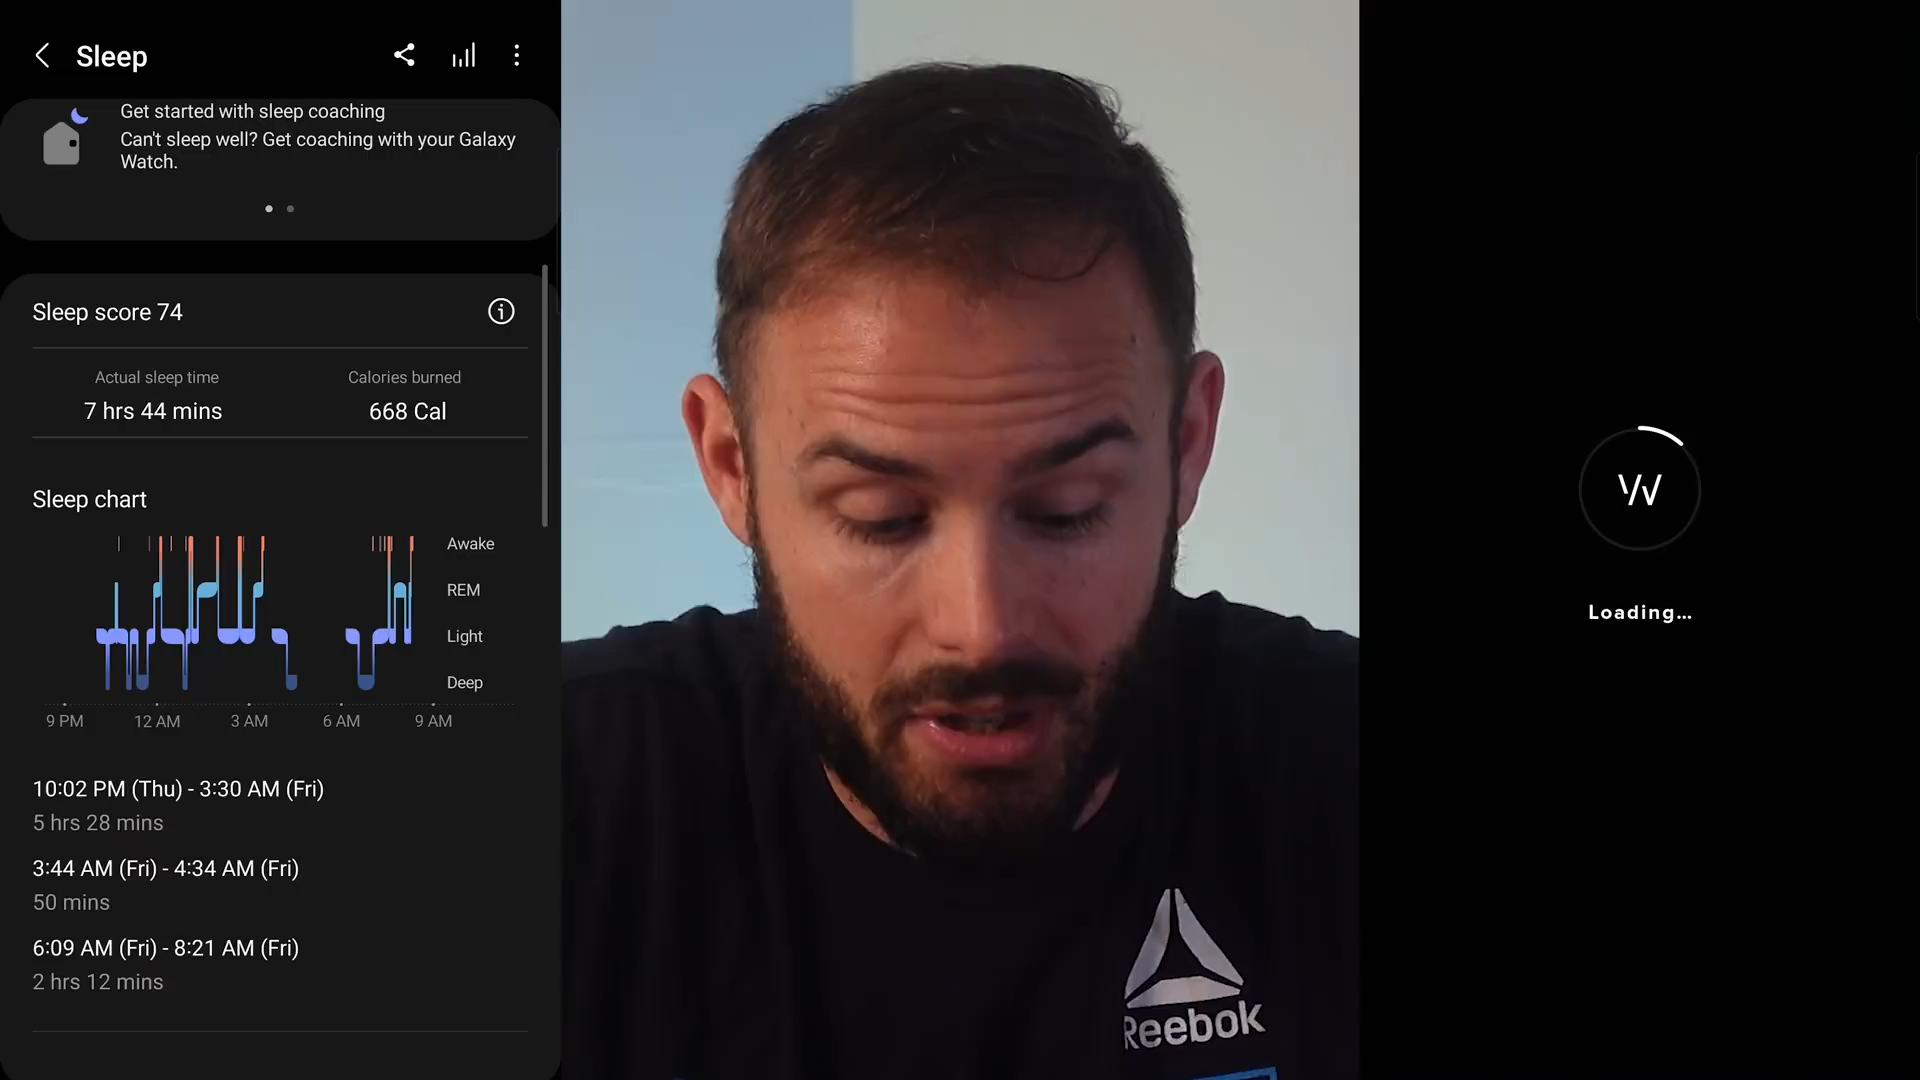 Sleep
Get started with sleep coaching
Can't sleep well? Get coaching with your Galaxy
Watch.
Sleep score 74
Actual sleep time
Calories burned
7 hrs 44 mins
668 Cal
Sleep chart
Awake
REM
Light
Deep
9 PM
12 AM
3 AM
6 AM
9 AM
10:02 PM (Thu) - 3:30 AM (Fri)
5 hrs 28 mins
3:44 AM (Fri) - 4:34 AM (Fri)
50 mins
6:09 AM (Fri) - 8:21 AM (Fri)
2 hrs 12 mins
Reebok
W
Loading...